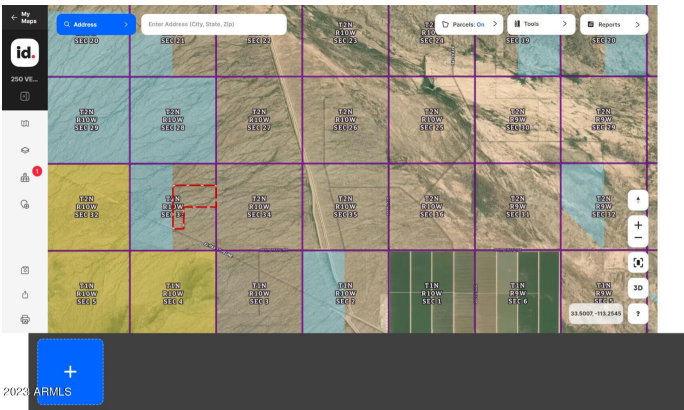 ← My Maps
id.
250 VE...
1
Address >
Enter Address (City, State, Zip)
Parcels: On >
Tools >
Reports >
SEC 20
SEC 21
SEC 22
T2N R10W SEC 23
SEC 24
SEC 19
SEC 20
T2N R10W SEC 29
T2N R10W SEC 28
T2N R10W SEC 27
T2N R10W SEC 26
T2N R10W SEC 25
T2N R9W SEC 30
T2N R9W SEC 29
T2N R10W SEC 32
T2N R10W SEC 33
T2N R10W SEC 34
T2N R10W SEC 35
T2N R10W SEC 36
T2N R9W SEC 31
T2N R9W SEC 32
T1N R10W SEC 5
T1N R10W SEC 4
T1N R10W SEC 3
T1N R10W SEC 2
T1N R10W SEC 1
T1N R9W SEC 6
T1N R9W SEC 5
+
−
3D
33.5007, -113.2545
?
+
2023 ARMLS